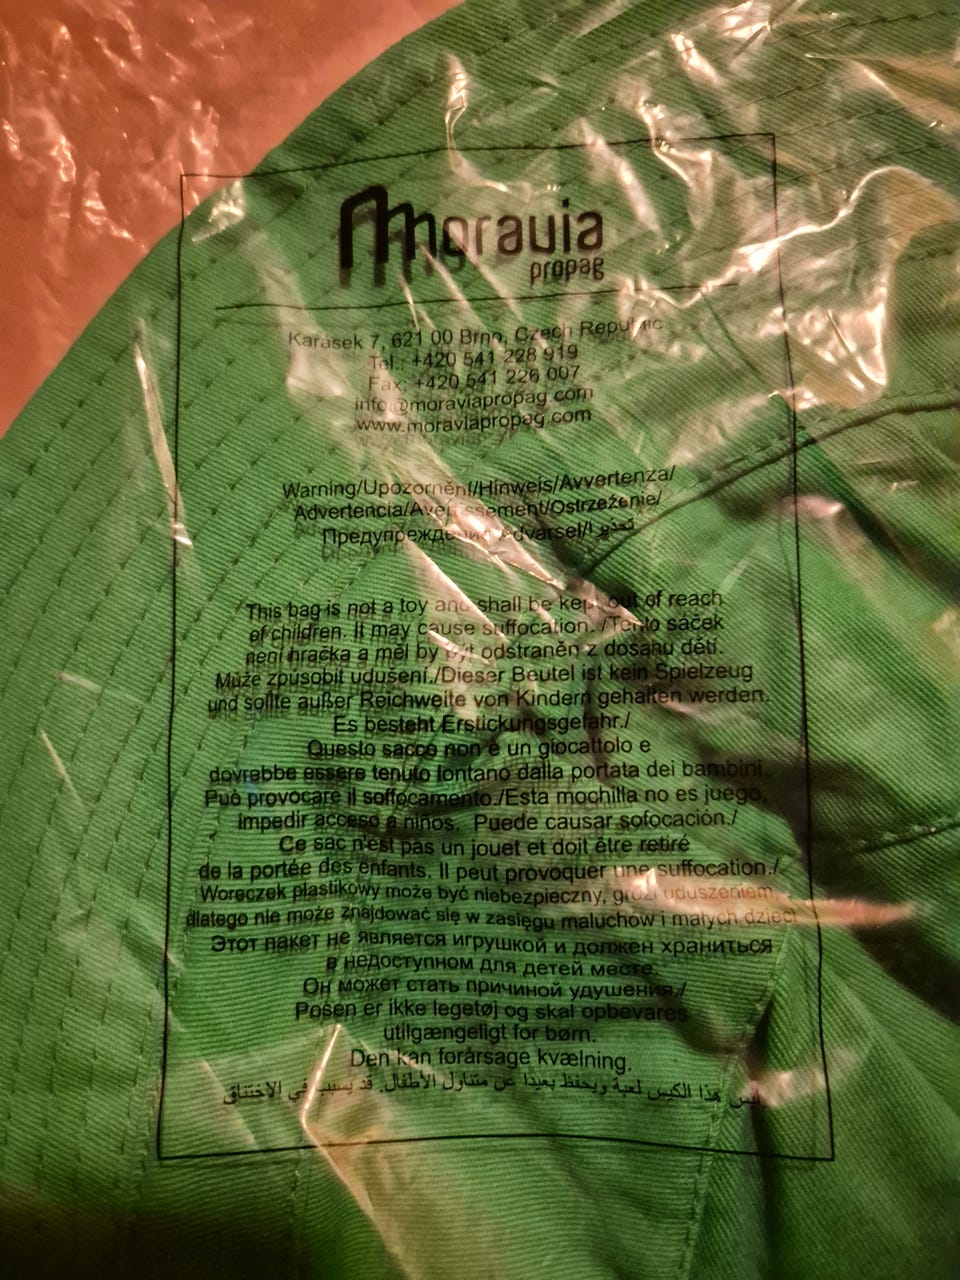 moravia
propag
Karásek 7, 621 00 Brno, Czech Republic
Tel.: +420 541 228 919
Fax: +420 541 226 007
info@moraviapropag.com
www.moraviapropag.com
Warning/Upozornění/Hinweis/Avvertenza/
Advertencia/Avertissement/Ostrzeżenie/
Предупреждение/Advarsel/تحذير!
This bag is not a toy and shall be kept out of reach
of children. It may cause suffocation. /Tento sáček
není hračka a měl by být odstraněn z dosahu dětí.
Může způsobit udušení./Dieser Beutel ist kein Spielzeug
und sollte außer Reichweite von Kindern gehalten werden.
Es besteht Erstickungsgefahr./
Questo sacco non è un giocattolo e
dovrebbe essere tenuto lontano dalla portata dei bambini.
Può provocare il soffocamento./Esta mochilla no es juego,
impedir acceso a niños. Puede causar sofocación./
Ce sac n'est pas un jouet et doit être retiré
de la portée des enfants. Il peut provoquer une suffocation./
Woreczek plastikowy może być niebezpieczny, grozi uduszeniem,
dlatego nie może znajdować się w zasięgu maluchów i małych dzieci
Этот пакет не является игрушкой и должен храниться
в недоступном для детей месте.
Он может стать причиной удушения./
Posen er ikke legetøj og skal opbevares
utilgængeligt for børn.
Den kan forårsage kvælning.
ليس هذا الكيس لعبة ويحفظ بعيدا عن متناول الأطفال. قد يسبب في الاختناق